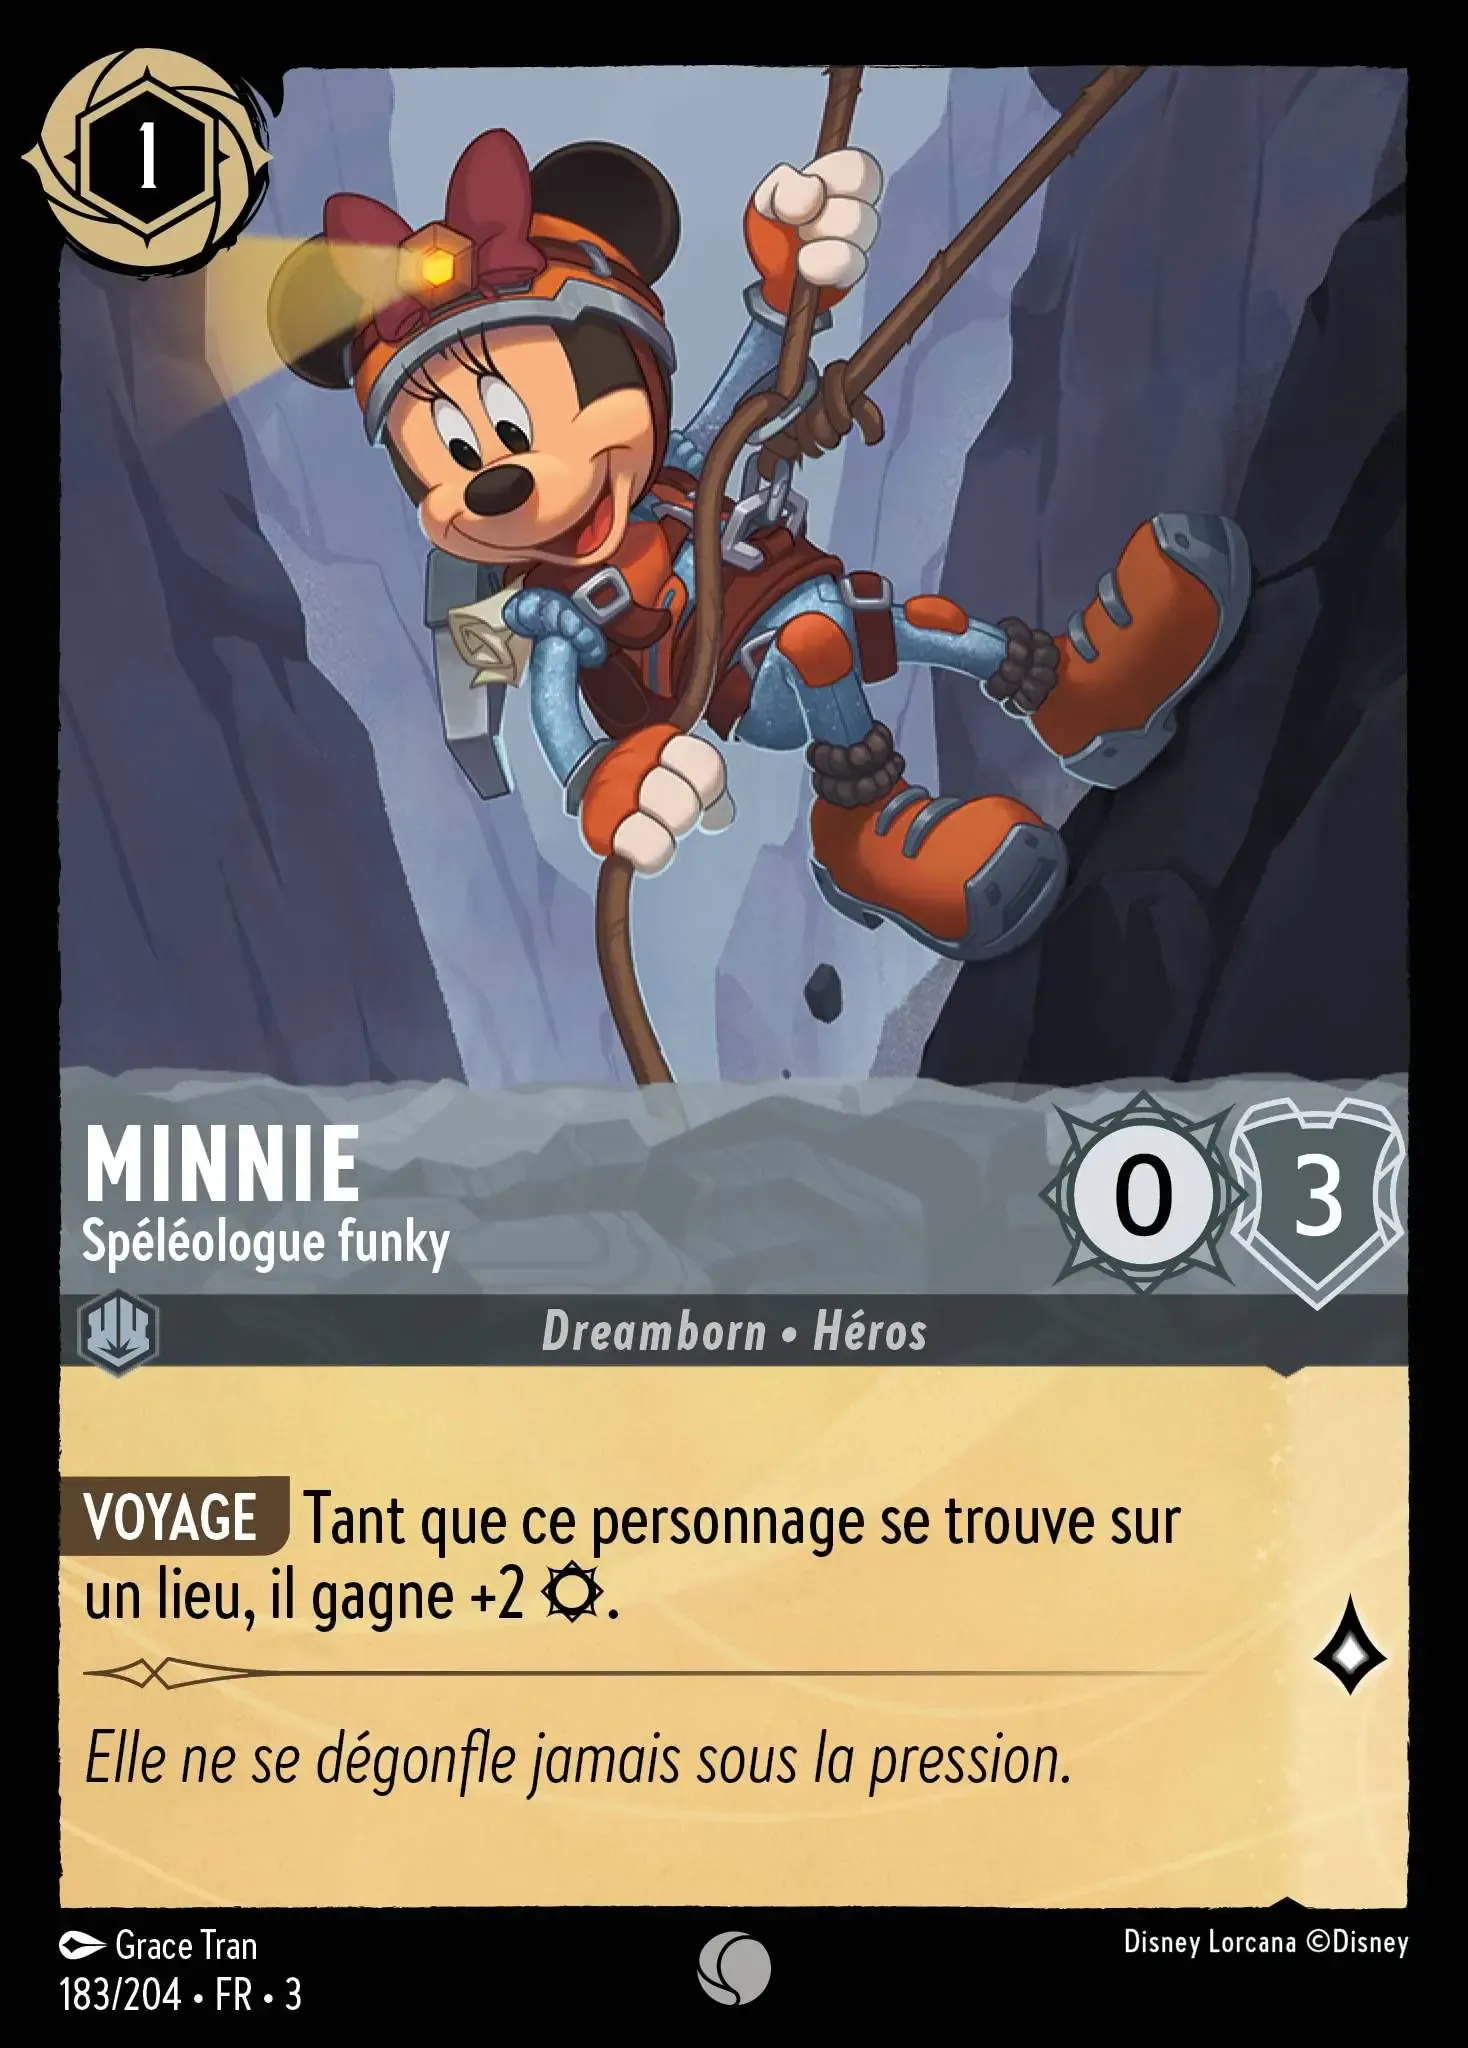 1
MINNIE
Spéléologue funky
0
3
Dreamborn • Héros
VOYAGE Tant que ce personnage se trouve sur
un lieu, il gagne +2 .
Elle ne se dégonfle jamais sous la pression.
Grace Tran
183/204 • FR • 3
Disney Lorcana ©Disney